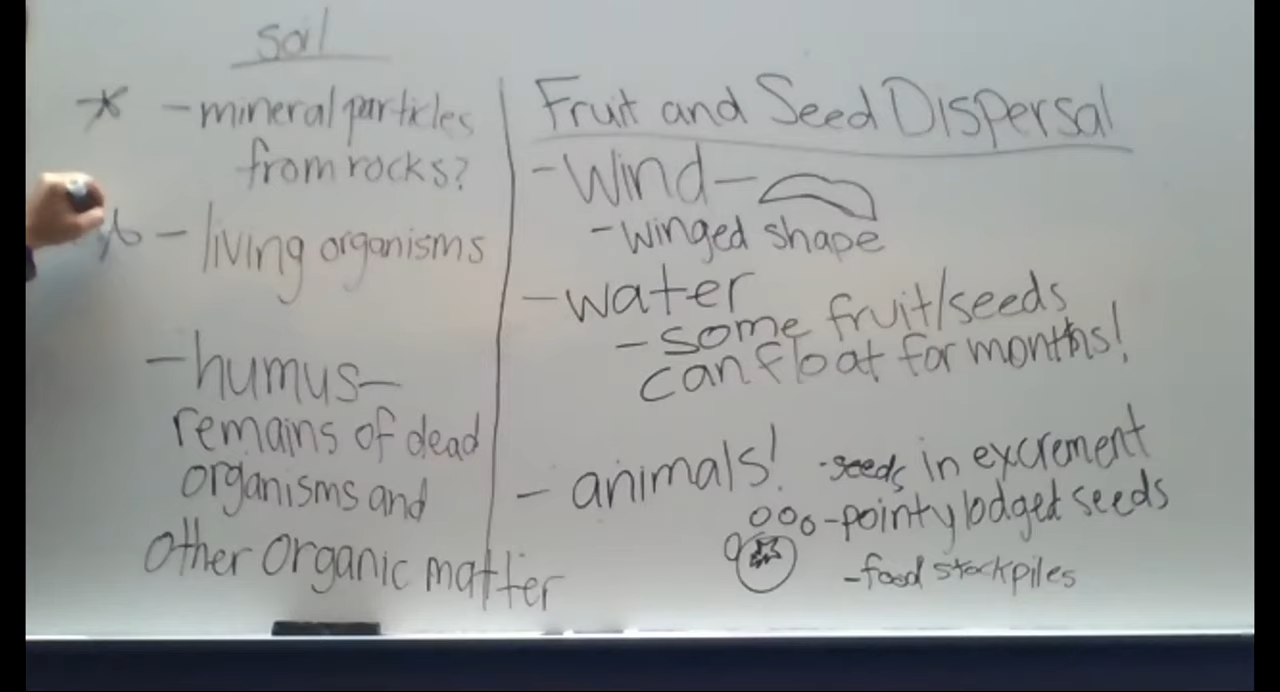 soil
* - mineral particles
from rocks?
* - living organisms
- humus -
remains of dead
organisms and
other organic matter
Fruit and Seed Dispersal
- Wind -
- winged shape
- water
- some fruit/seeds
can float for months!
- animals! - seeds in excrement
- pointy lodged seeds
- food stockpiles